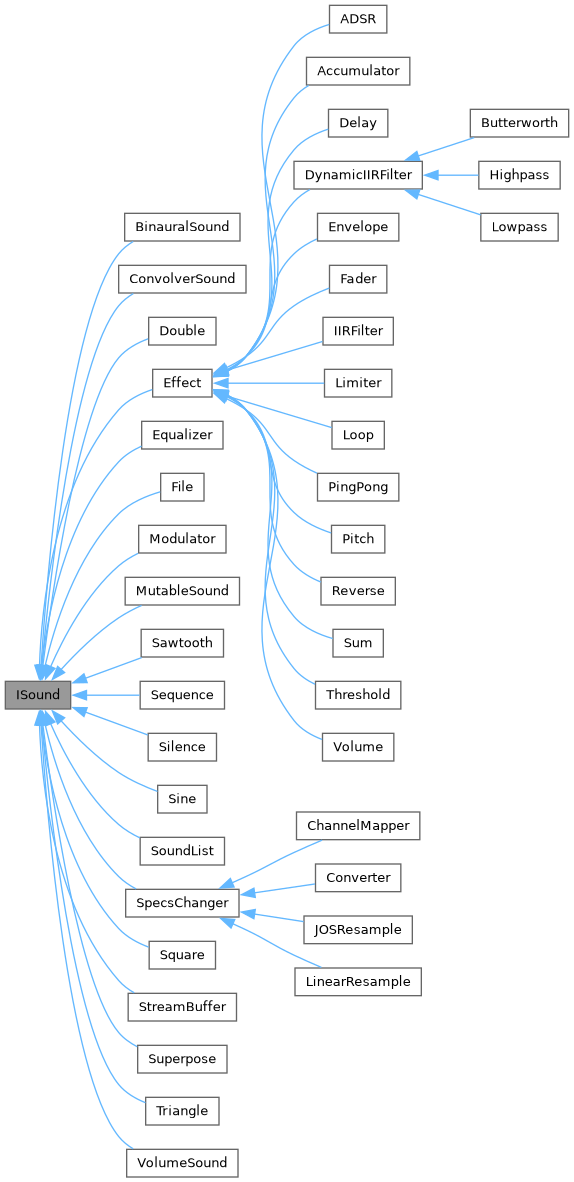 ISound
BinauralSound
ConvolverSound
Double
Effect
Equalizer
File
Modulator
MutableSound
Sawtooth
Sequence
Silence
Sine
SoundList
SpecsChanger
Square
StreamBuffer
Superpose
Triangle
VolumeSound
ADSR
Accumulator
Delay
DynamicIIRFilter
Envelope
Fader
IIRFilter
Limiter
Loop
PingPong
Pitch
Reverse
Sum
Threshold
Volume
ChannelMapper
Converter
JOSResample
LinearResample
Butterworth
Highpass
Lowpass